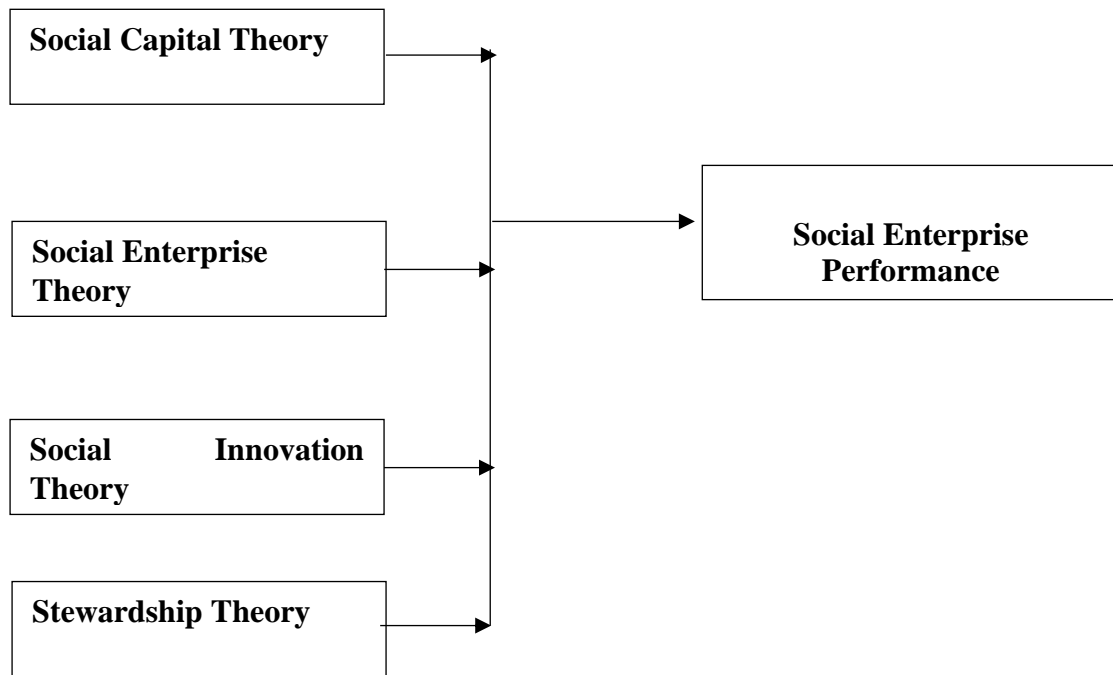 Social Capital Theory
Social Enterprise
Theory
Social Innovation
Theory
Stewardship Theory
Social Enterprise
Performance